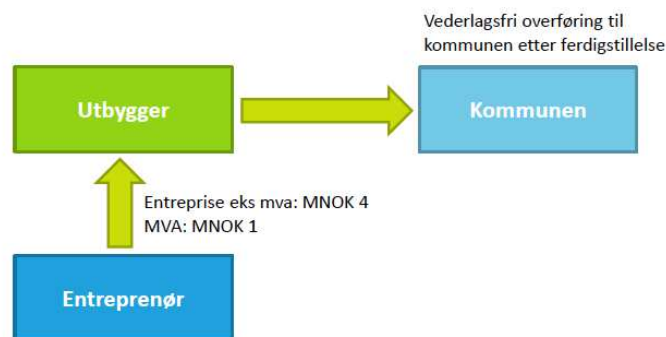 Vederlagsfri overføring til
kommunen etter ferdigstillelse
Utbygger
Kommunen
Entreprise eks mva: MNOK 4
MVA: MNOK 1
Entreprenør